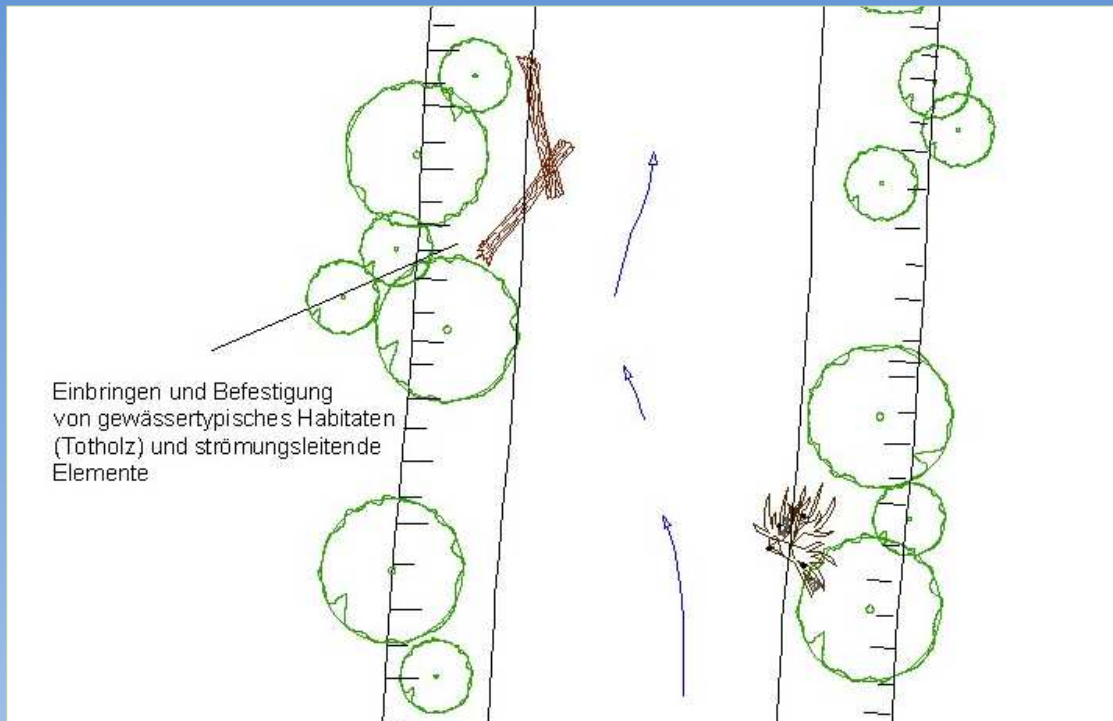 Einbringen und Befestigung
von gewässertypisches Habitaten
(Totholz) und strömungsleitende
Elemente